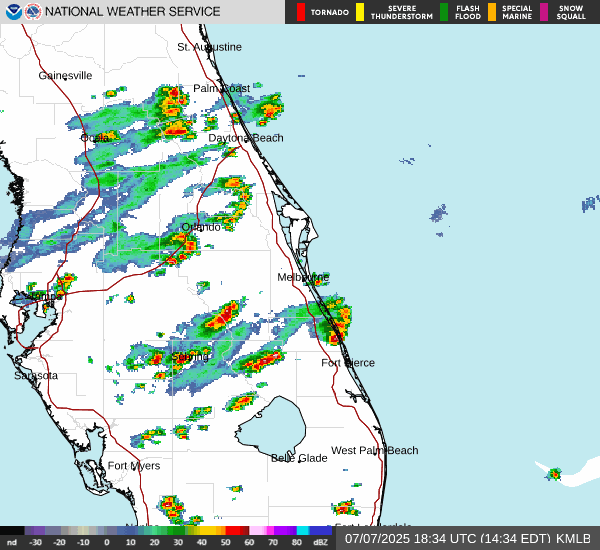 NATIONAL WEATHER SERVICE
TORNADO
SEVERE THUNDERSTORM
FLASH FLOOD
SPECIAL MARINE
SNOW SQUALL
St. Augustine
Gainesville
Palm Coast
Ocala
Daytona Beach
Orlando
Melbourne
Tampa
Sebring
Fort Pierce
Sarasota
West Palm Beach
Belle Glade
Fort Myers
nd -30 -20 -10 0 10 20 30 40 50 60 70 80 dBZ
07/07/2025 18:34 UTC (14:34 EDT) KMLB